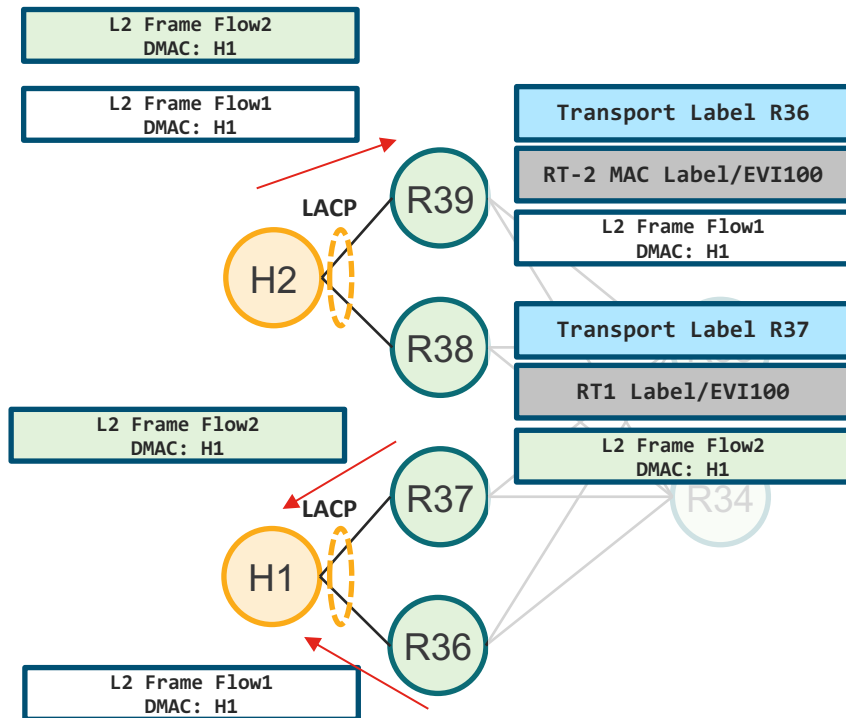 L2 Frame Flow2
DMAC: H1
L2 Frame Flow1
DMAC: H1
Transport Label R36
RT-2 MAC Label/EVI100
L2 Frame Flow1
DMAC: H1
R39
LACP
H2
R38
Transport Label R37
RT1 Label/EVI100
L2 Frame Flow2
DMAC: H1
L2 Frame Flow2
DMAC: H1
R37
R34
LACP
H1
R36
L2 Frame Flow1
DMAC: H1